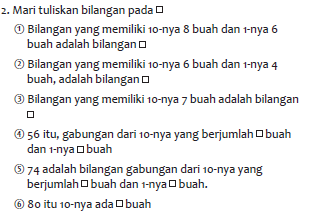 2. Mari tuliskan bilangan pada □
① Bilangan yang memiliki 10-nya 8 buah dan 1-nya 6
buah adalah bilangan □
② Bilangan yang memiliki 10-nya 6 buah dan 1-nya 4
buah, adalah bilangan □
③ Bilangan yang memiliki 10-nya 7 buah adalah bilangan
□
④ 56 itu, gabungan dari 10-nya yang berjumlah □ buah
dan 1-nya □ buah
⑤ 74 adalah bilangan gabungan dari 10-nya yang
berjumlah □ buah dan 1-nya □ buah.
⑥ 80 itu 10-nya ada □ buah